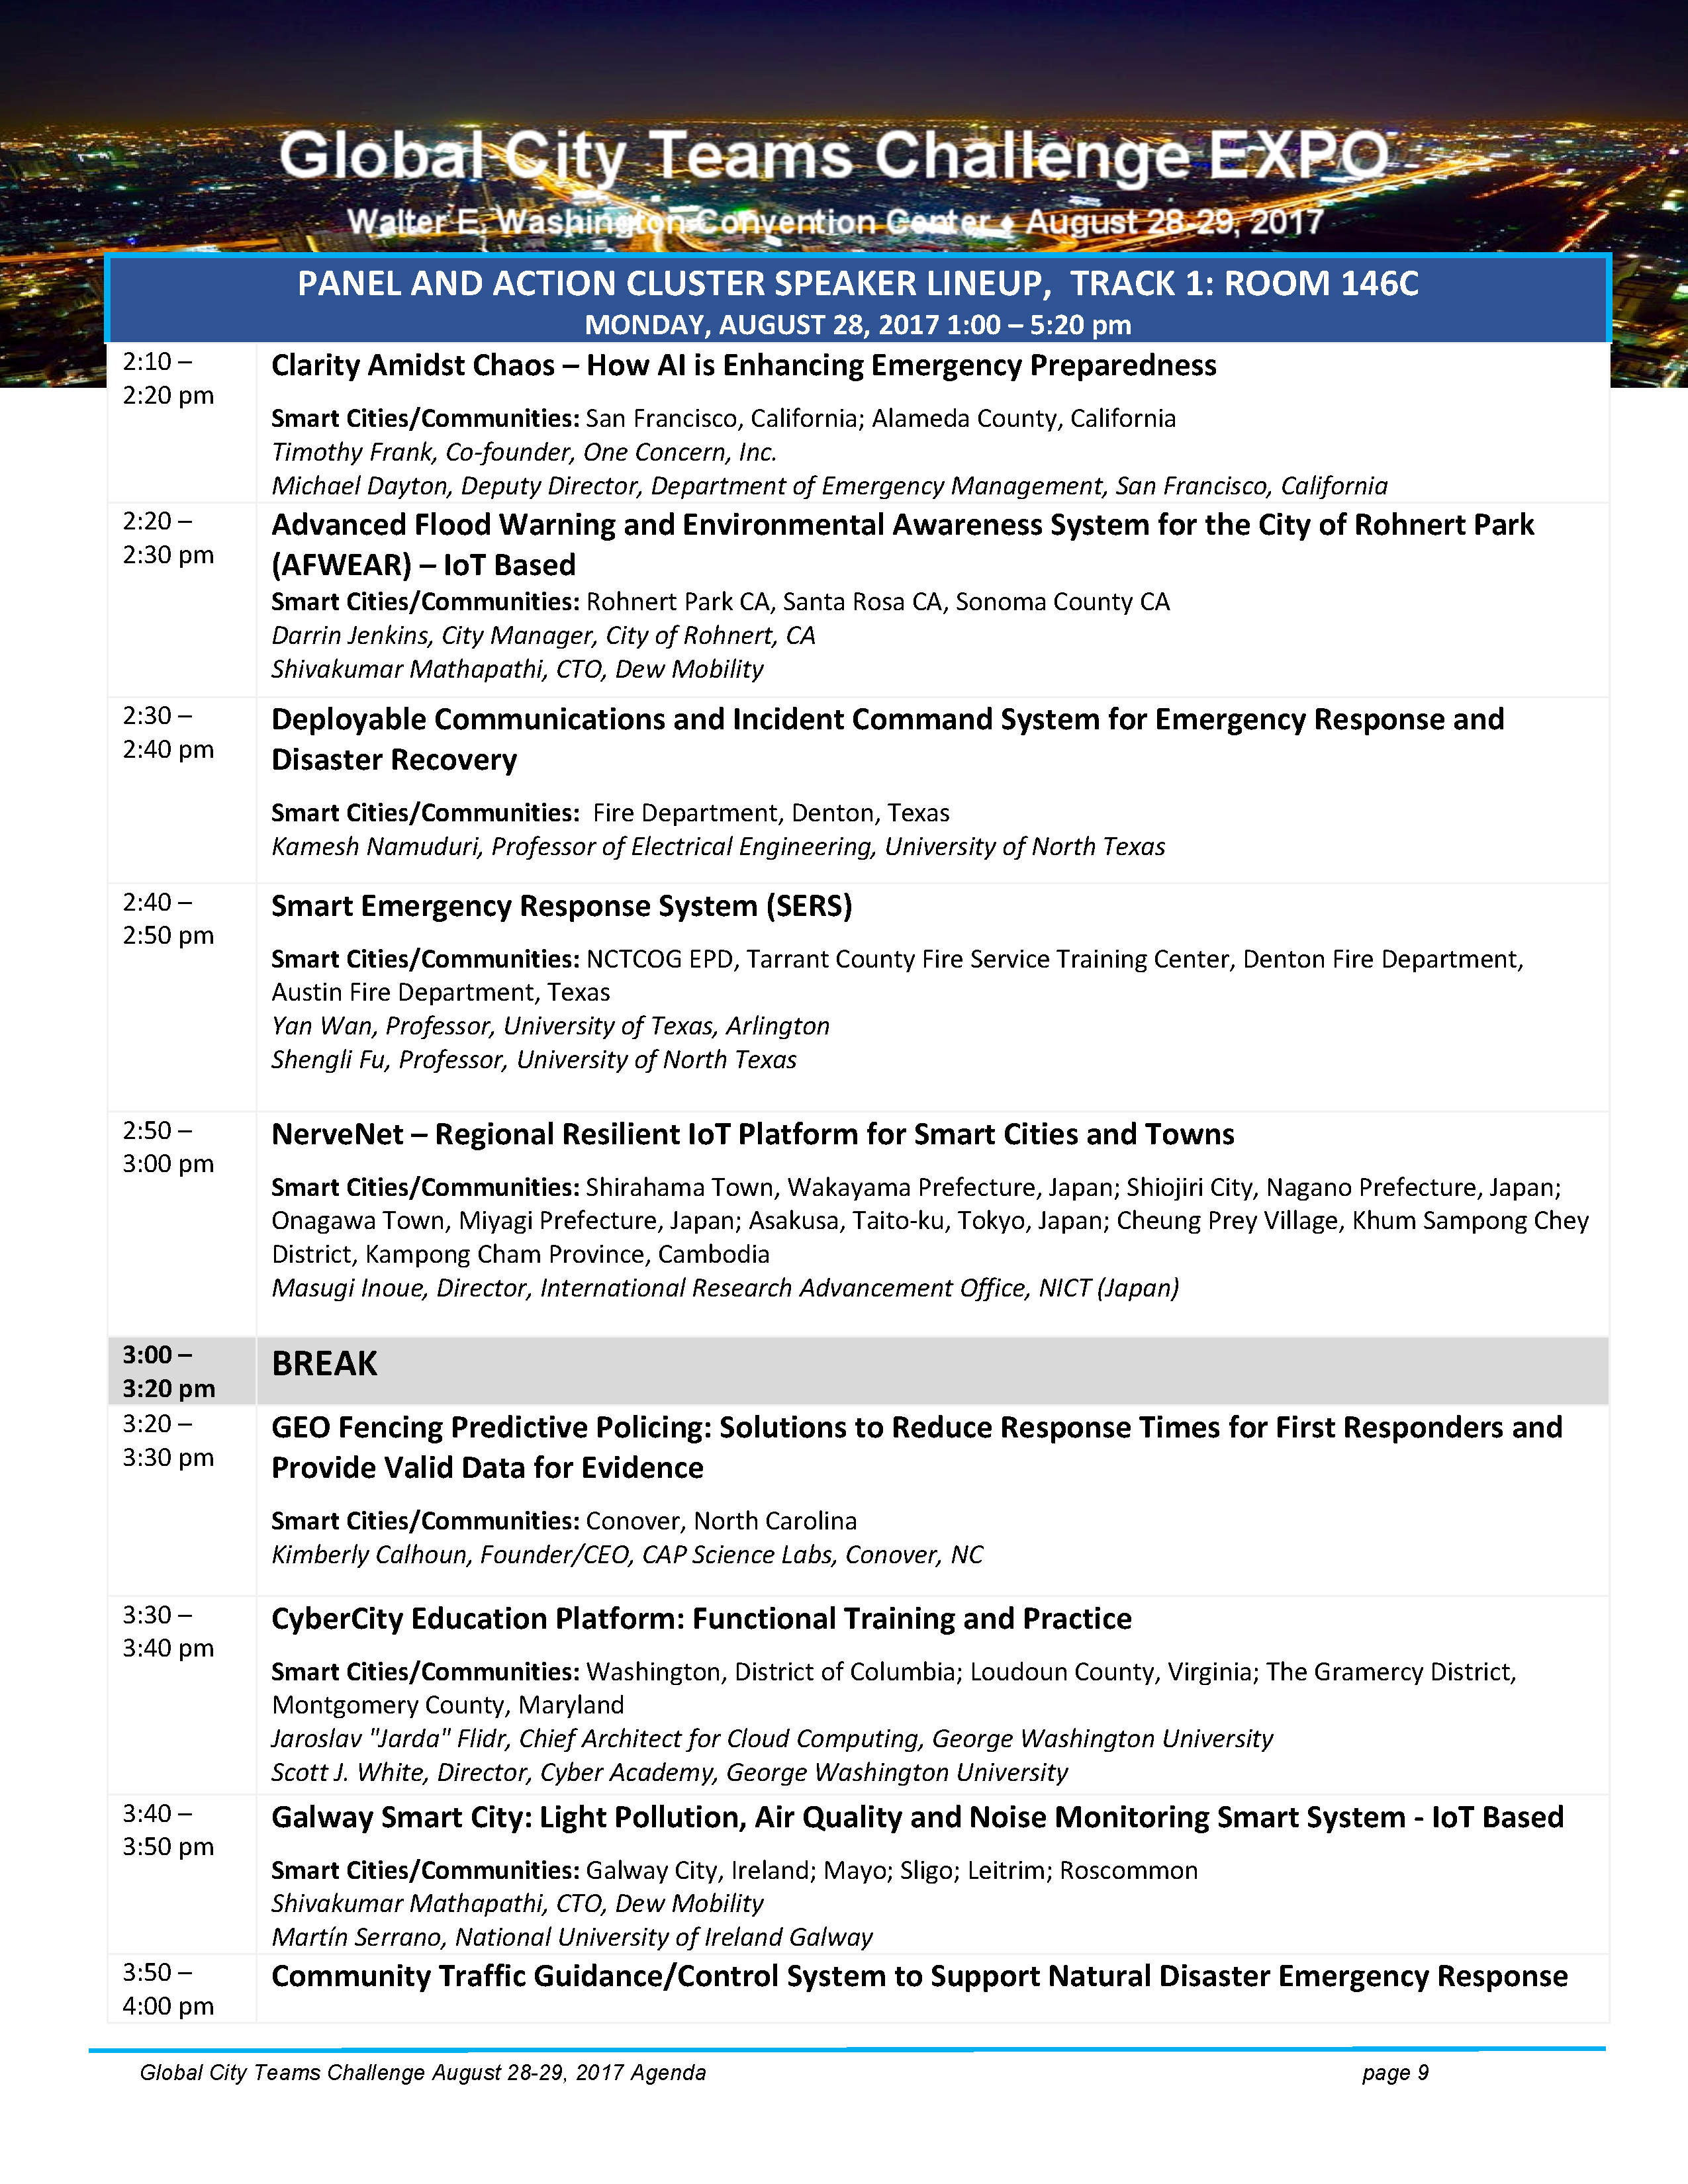 Global City Teams Challenge EXPO
Walter E. Washington Convention Center ♦ August 28-29, 2017
PANEL AND ACTION CLUSTER SPEAKER LINEUP,  TRACK 1: ROOM 146C
MONDAY, AUGUST 28, 2017 1:00 – 5:20 pm
2:10 –
2:20 pm
Clarity Amidst Chaos – How AI is Enhancing Emergency Preparedness
Smart Cities/Communities: San Francisco, California; Alameda County, California
Timothy Frank, Co-founder, One Concern, Inc.
Michael Dayton, Deputy Director, Department of Emergency Management, San Francisco, California
2:20 –
2:30 pm
Advanced Flood Warning and Environmental Awareness System for the City of Rohnert Park
(AFWEAR) – IoT Based
Smart Cities/Communities: Rohnert Park CA, Santa Rosa CA, Sonoma County CA
Darrin Jenkins, City Manager, City of Rohnert, CA
Shivakumar Mathapathi, CTO, Dew Mobility
2:30 –
2:40 pm
Deployable Communications and Incident Command System for Emergency Response and
Disaster Recovery
Smart Cities/Communities:  Fire Department, Denton, Texas
Kamesh Namuduri, Professor of Electrical Engineering, University of North Texas
2:40 –
2:50 pm
Smart Emergency Response System (SERS)
Smart Cities/Communities: NCTCOG EPD, Tarrant County Fire Service Training Center, Denton Fire Department,
Austin Fire Department, Texas
Yan Wan, Professor, University of Texas, Arlington
Shengli Fu, Professor, University of North Texas
2:50 –
3:00 pm
NerveNet – Regional Resilient IoT Platform for Smart Cities and Towns
Smart Cities/Communities: Shirahama Town, Wakayama Prefecture, Japan; Shiojiri City, Nagano Prefecture, Japan;
Onagawa Town, Miyagi Prefecture, Japan; Asakusa, Taito-ku, Tokyo, Japan; Cheung Prey Village, Khum Sampong Chey
District, Kampong Cham Province, Cambodia
Masugi Inoue, Director, International Research Advancement Office, NICT (Japan)
3:00 –
3:20 pm
BREAK
3:20 –
3:30 pm
GEO Fencing Predictive Policing: Solutions to Reduce Response Times for First Responders and
Provide Valid Data for Evidence
Smart Cities/Communities: Conover, North Carolina
Kimberly Calhoun, Founder/CEO, CAP Science Labs, Conover, NC
3:30 –
3:40 pm
CyberCity Education Platform: Functional Training and Practice
Smart Cities/Communities: Washington, District of Columbia; Loudoun County, Virginia; The Gramercy District,
Montgomery County, Maryland
Jaroslav "Jarda" Flidr, Chief Architect for Cloud Computing, George Washington University
Scott J. White, Director, Cyber Academy, George Washington University
3:40 –
3:50 pm
Galway Smart City: Light Pollution, Air Quality and Noise Monitoring Smart System - IoT Based
Smart Cities/Communities: Galway City, Ireland; Mayo; Sligo; Leitrim; Roscommon
Shivakumar Mathapathi, CTO, Dew Mobility
Martín Serrano, National University of Ireland Galway
3:50 –
4:00 pm
Community Traffic Guidance/Control System to Support Natural Disaster Emergency Response
Global City Teams Challenge August 28-29, 2017 Agenda
page 9